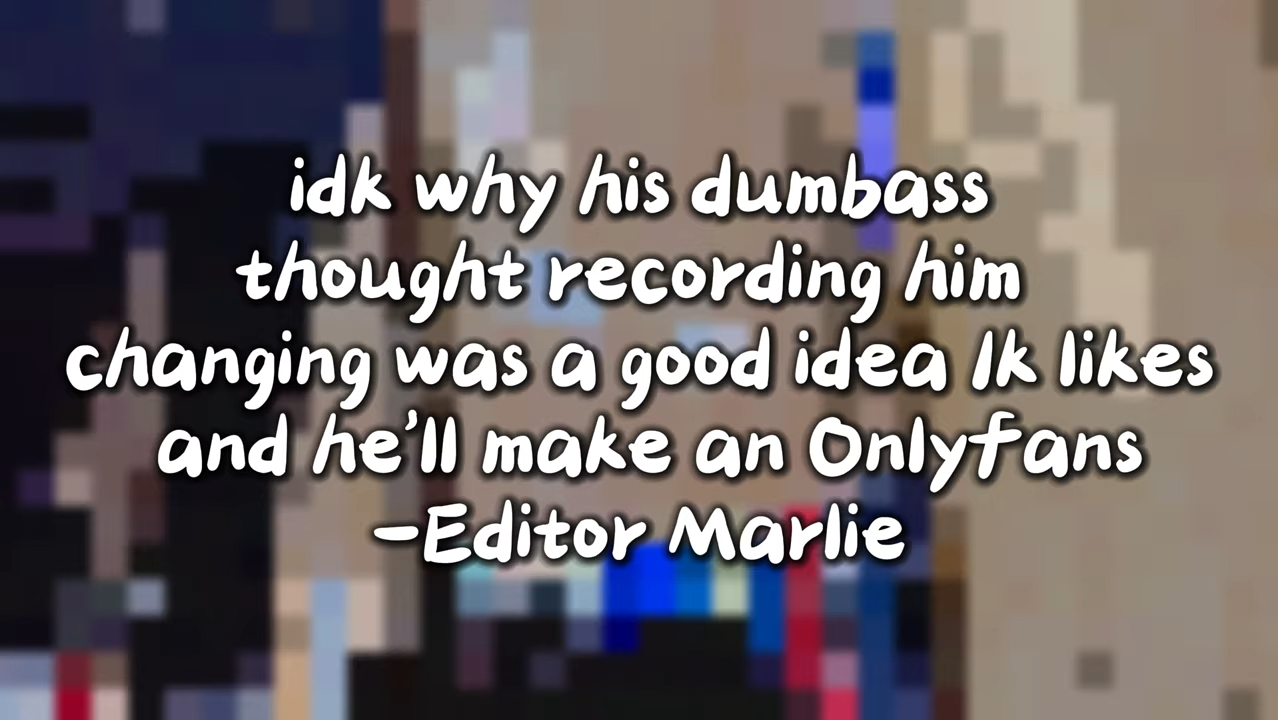 idk why his dumbass
thought recording him
changing was a good idea 1k likes
and he'll make an Onlyfans
-Editor Marlie